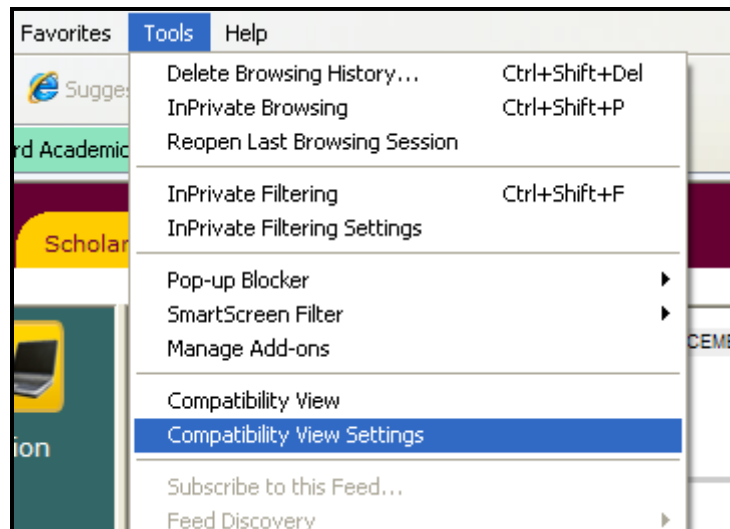 Favorites Tools Help
Delete Browsing History... Ctrl+Shift+Del
Sugges
InPrivate Browsing Ctrl+Shift+P
Reopen Last Browsing Session
rd Academic
InPrivate Filtering Ctrl+Shift+F
InPrivate Filtering Settings
Scholar
Pop-up Blocker
SmartScreen Filter
Manage Add-ons
CEME
Compatibility View
Compatibility View Settings
ion
Subscribe to this Feed...
Feed Discovery